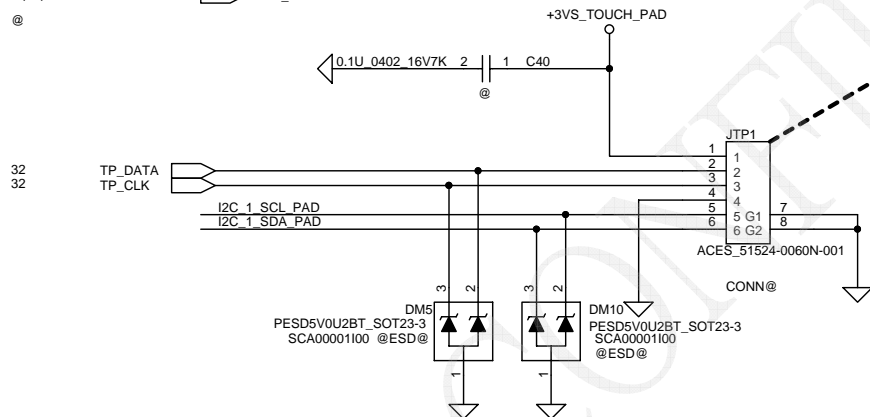 @
+3VS_TOUCH_PAD
0.1U_0402_16V7K 2 1 C40
@
JTP1
1 1
2 2
3 3
4 4
5 5 G1 7
6 6 G2 8
32 TP_DATA
32 TP_CLK
I2C_1_SCL_PAD
I2C_1_SDA_PAD
ACES_51524-0060N-001
CONN@
3 2
DM5
PESD5V0U2BT_SOT23-3
SCA00001I00 @ESD@
1
3 2
DM10
PESD5V0U2BT_SOT23-3
SCA00001I00
@ESD@
1